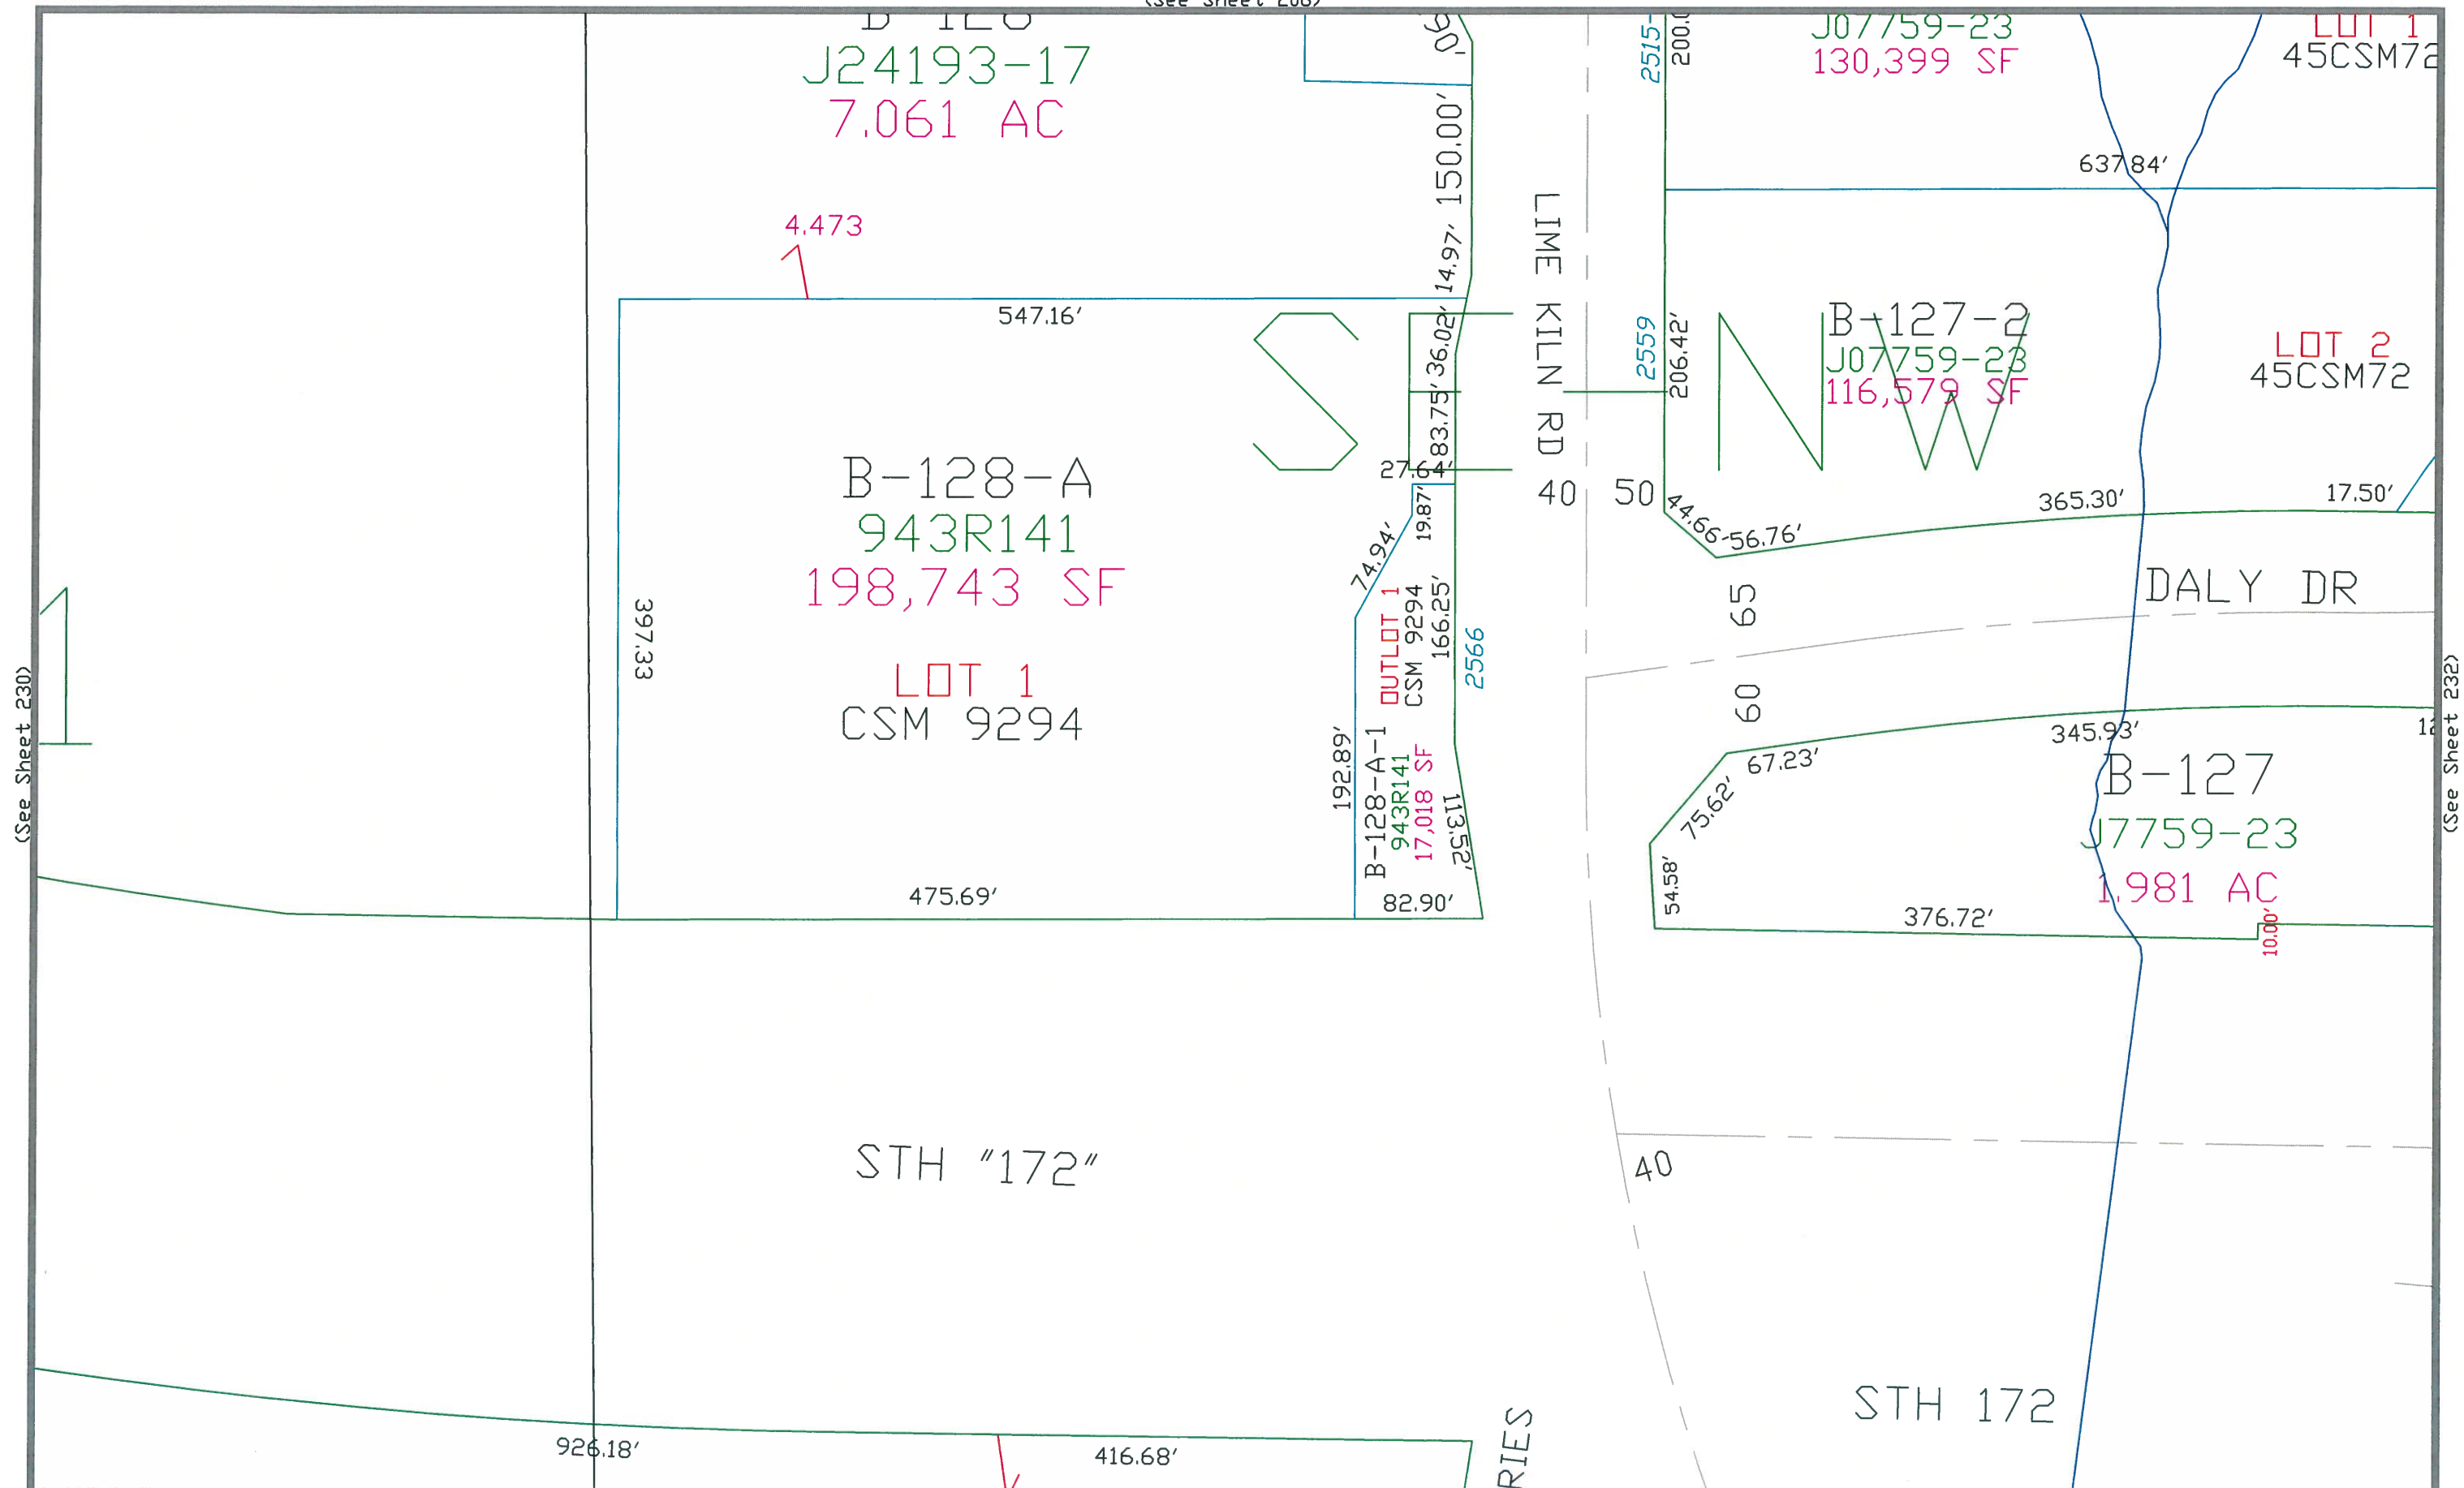 (See Sheet 230)
1
J24193-17
7.061 AC
4.473
547.16'
B-128-A
943R141
198,743 SF
LOT 1
CSM 9294
397.33
475.69'
150.00'
14.97'
36.02'
83.75'
27.64'
19.87'
74.94'
192.89'
OUTLOT 1
CSM 9294
166.25'
B-128-A-1
943R141
17,018 SF
113.52'
82.90'
2566
SE
NW
LIME KILN RD
40
50
2515-
2559
206.42'
J07759-23
130,399 SF
LOT 1
45CSM72
637.84'
B-127-2
J07759-23
116,579 SF
LOT 2
45CSM72
44.66-56.76'
365.30'
17.50'
65
DALY DR
60
67.23'
345.93'
75.62'
54.58'
B-127
J7759-23
1.981 AC
376.72'
10.00'
(See Sheet 232)
STH "172"
40
STH 172
926.18'
416.68'
RIES